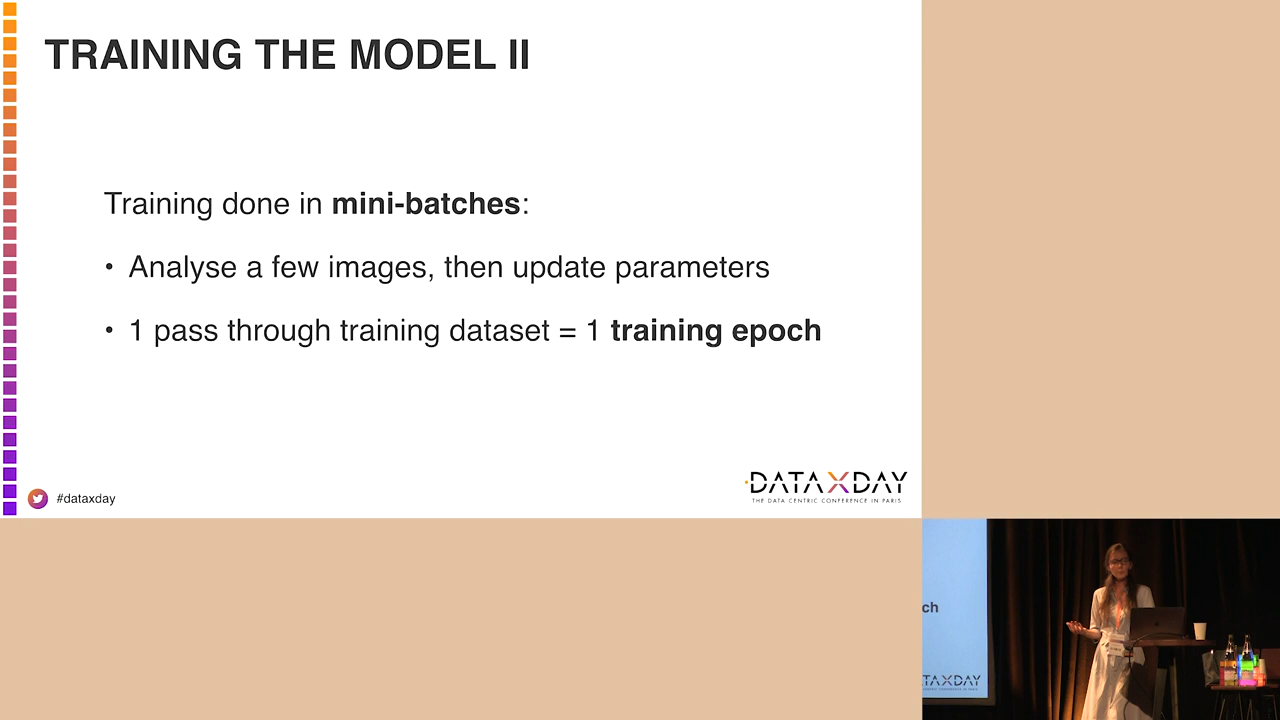 TRAINING THE MODEL II
Training done in mini-batches:
• Analyse a few images, then update parameters
• 1 pass through training dataset = 1 training epoch
#dataxday
DATAXDAY
THE DATA CENTRIC CONFERENCE IN PARIS
ch
TAXDAY